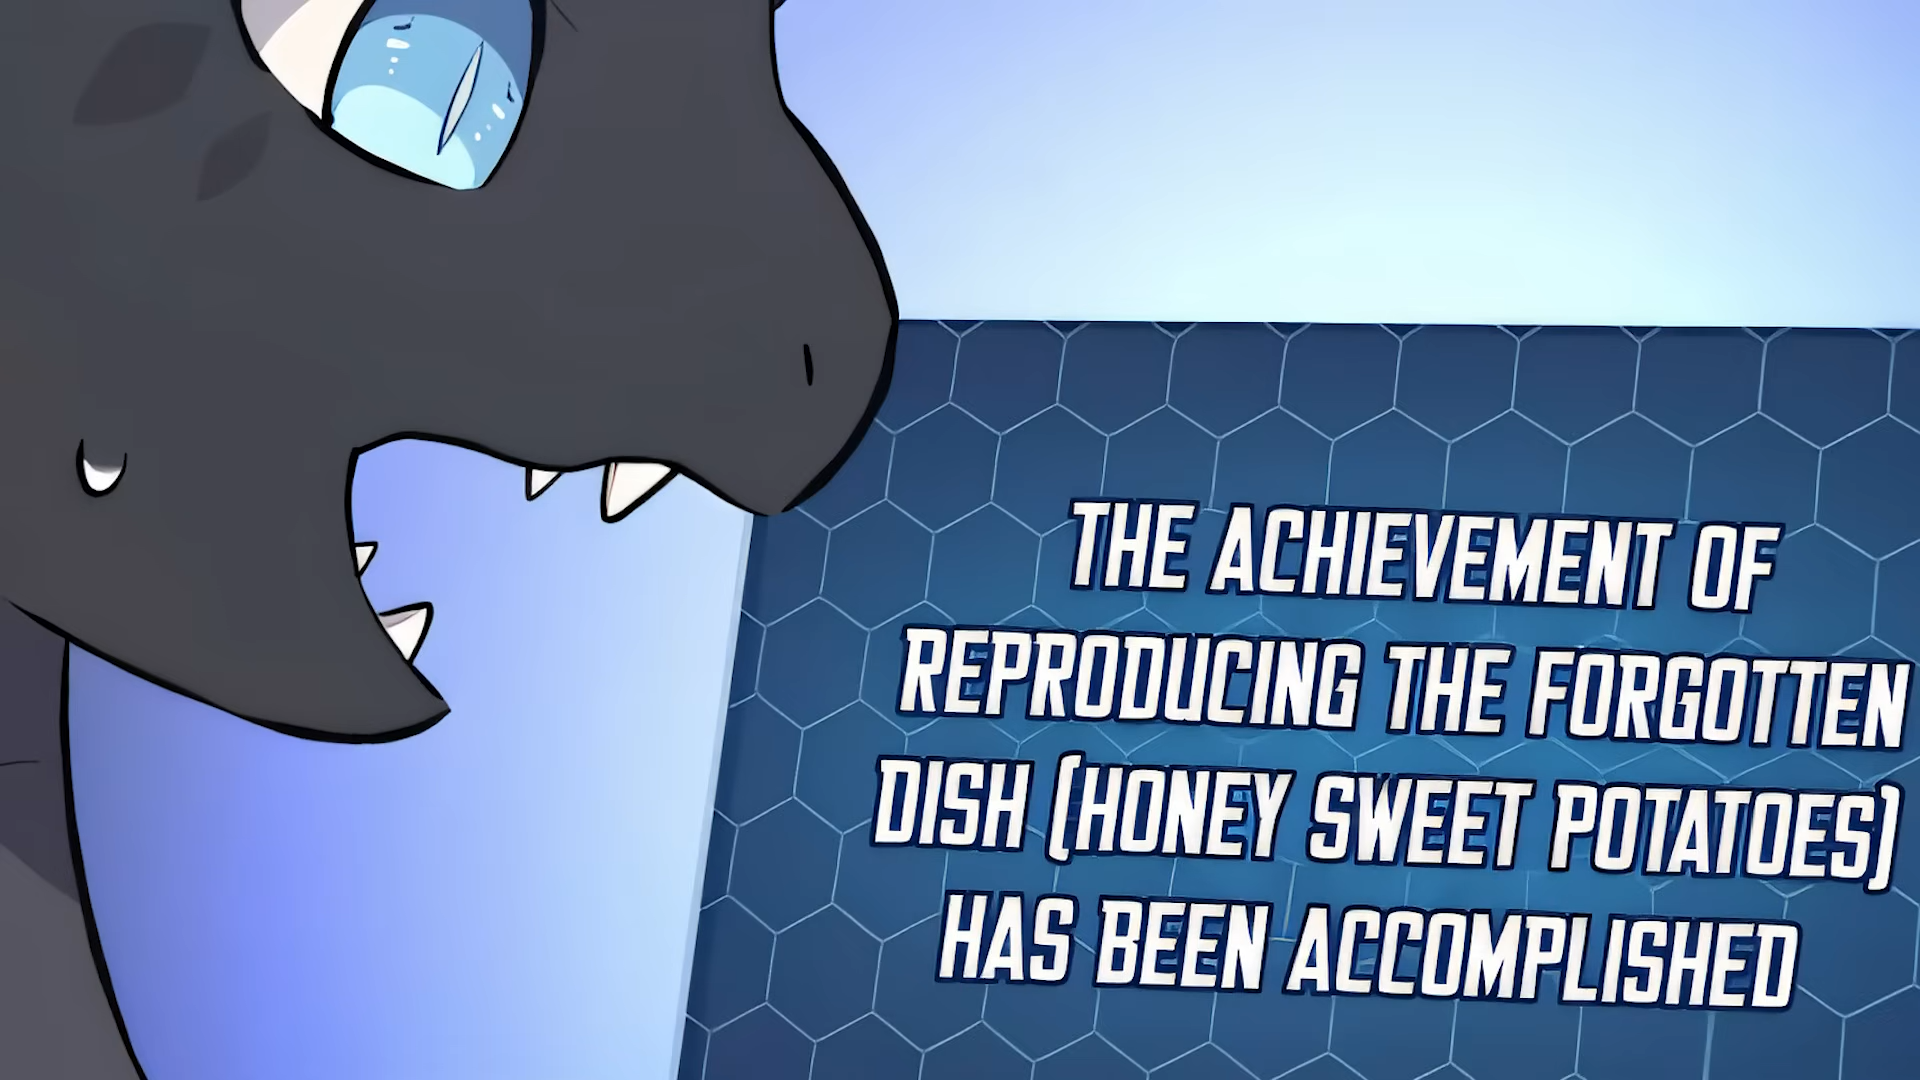 THE ACHIEVEMENT OF
REPRODUCING THE FORGOTTEN
DISH (HONEY SWEET POTATOES)
HAS BEEN ACCOMPLISHED